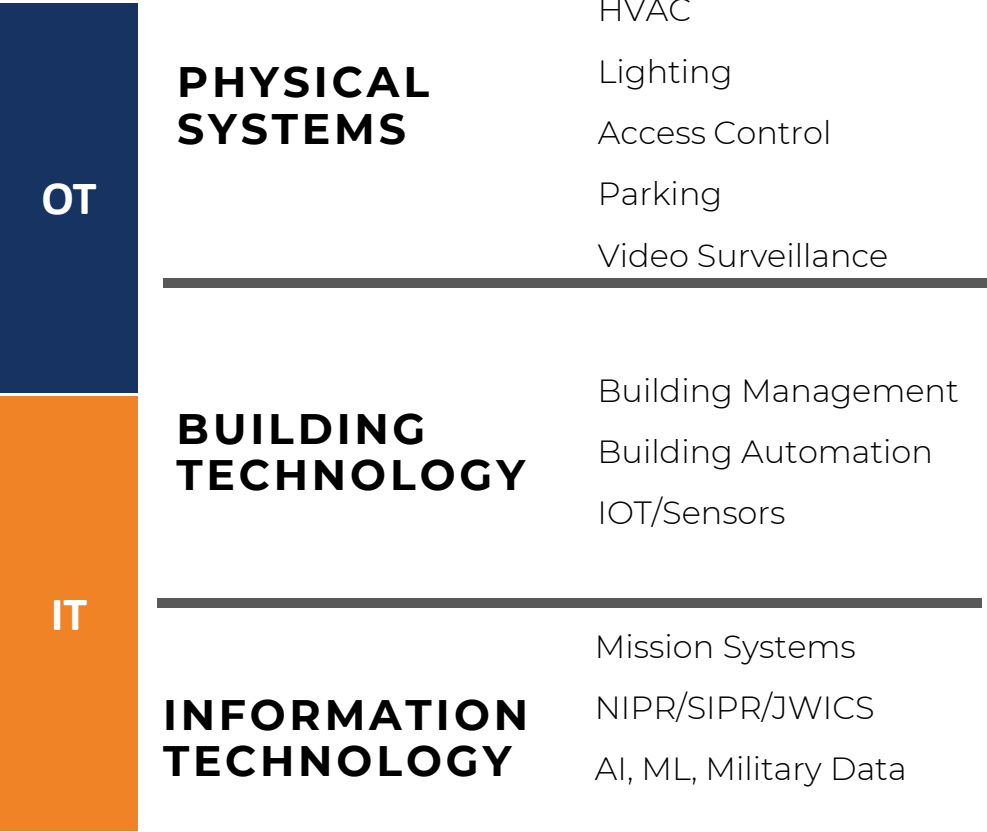 OT
PHYSICAL
SYSTEMS
HVAC
Lighting
Access Control
Parking
Video Surveillance
BUILDING
TECHNOLOGY
Building Management
Building Automation
IOT/Sensors
IT
INFORMATION
TECHNOLOGY
Mission Systems
NIPR/SIPR/JWICS
AI, ML, Military Data